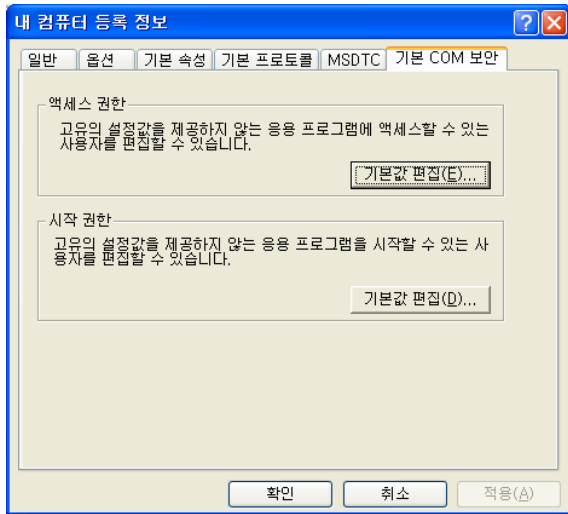 내 컴퓨터 등록 정보
일반 옵션 기본 속성 기본 프로토콜 MSDTC 기본 COM 보안
액세스 권한
고유의 설정값을 제공하지 않는 응용 프로그램에 액세스할 수 있는
사용자를 편집할 수 있습니다.
기본값 편집(E)...
시작 권한
고유의 설정값을 제공하지 않는 응용 프로그램을 시작할 수 있는 사
용자를 편집할 수 있습니다.
기본값 편집(D)...
확인 취소 적용(A)